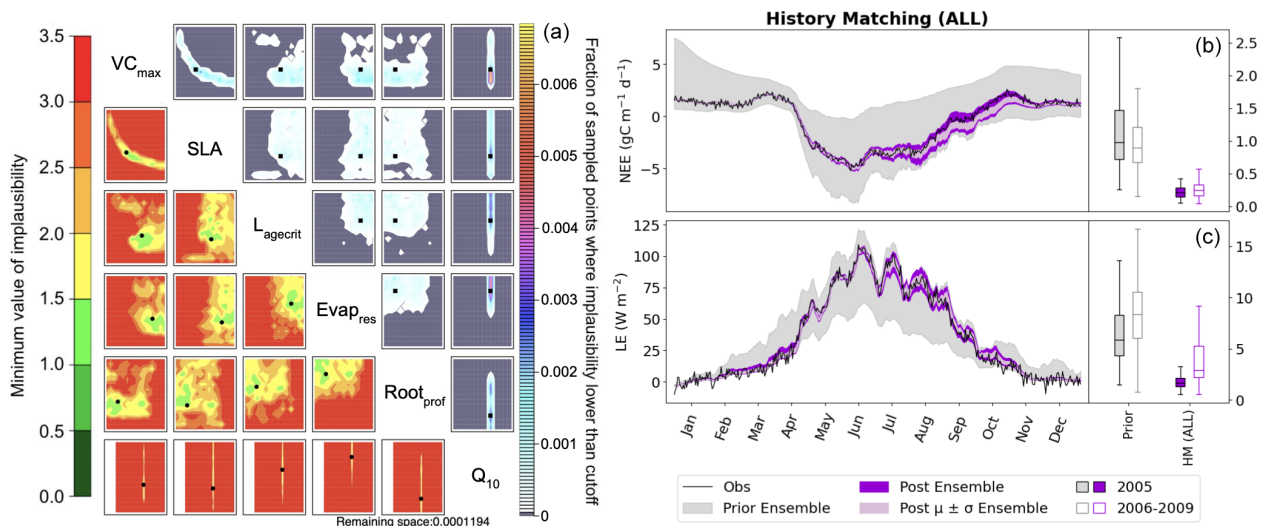 History Matching (ALL)
(a)
(b)
(c)
Minimum value of implausibility
3.5
3.0
2.5
2.0
1.5
1.0
0.5
0.0
VCmax
SLA
Lagecrit
Evapres
Rootprof
Q10
Remaining space:0.0001194
0.006
0.005
0.004
0.003
0.002
0.001
0
Fraction of sampled points where implausibility lower than cutoff
NEE (gC m⁻¹ d⁻¹)
5
0
−5
2.5
2.0
1.5
1.0
0.5
0.0
LE (W m⁻²)
125
100
75
50
25
0
15
10
5
0
Jan Feb Mar Apr May Jun Jul Aug Sep Oct Nov Dec
Prior HM (ALL)
Obs Post Ensemble 2005
Prior Ensemble Post μ ± σ Ensemble 2006-2009